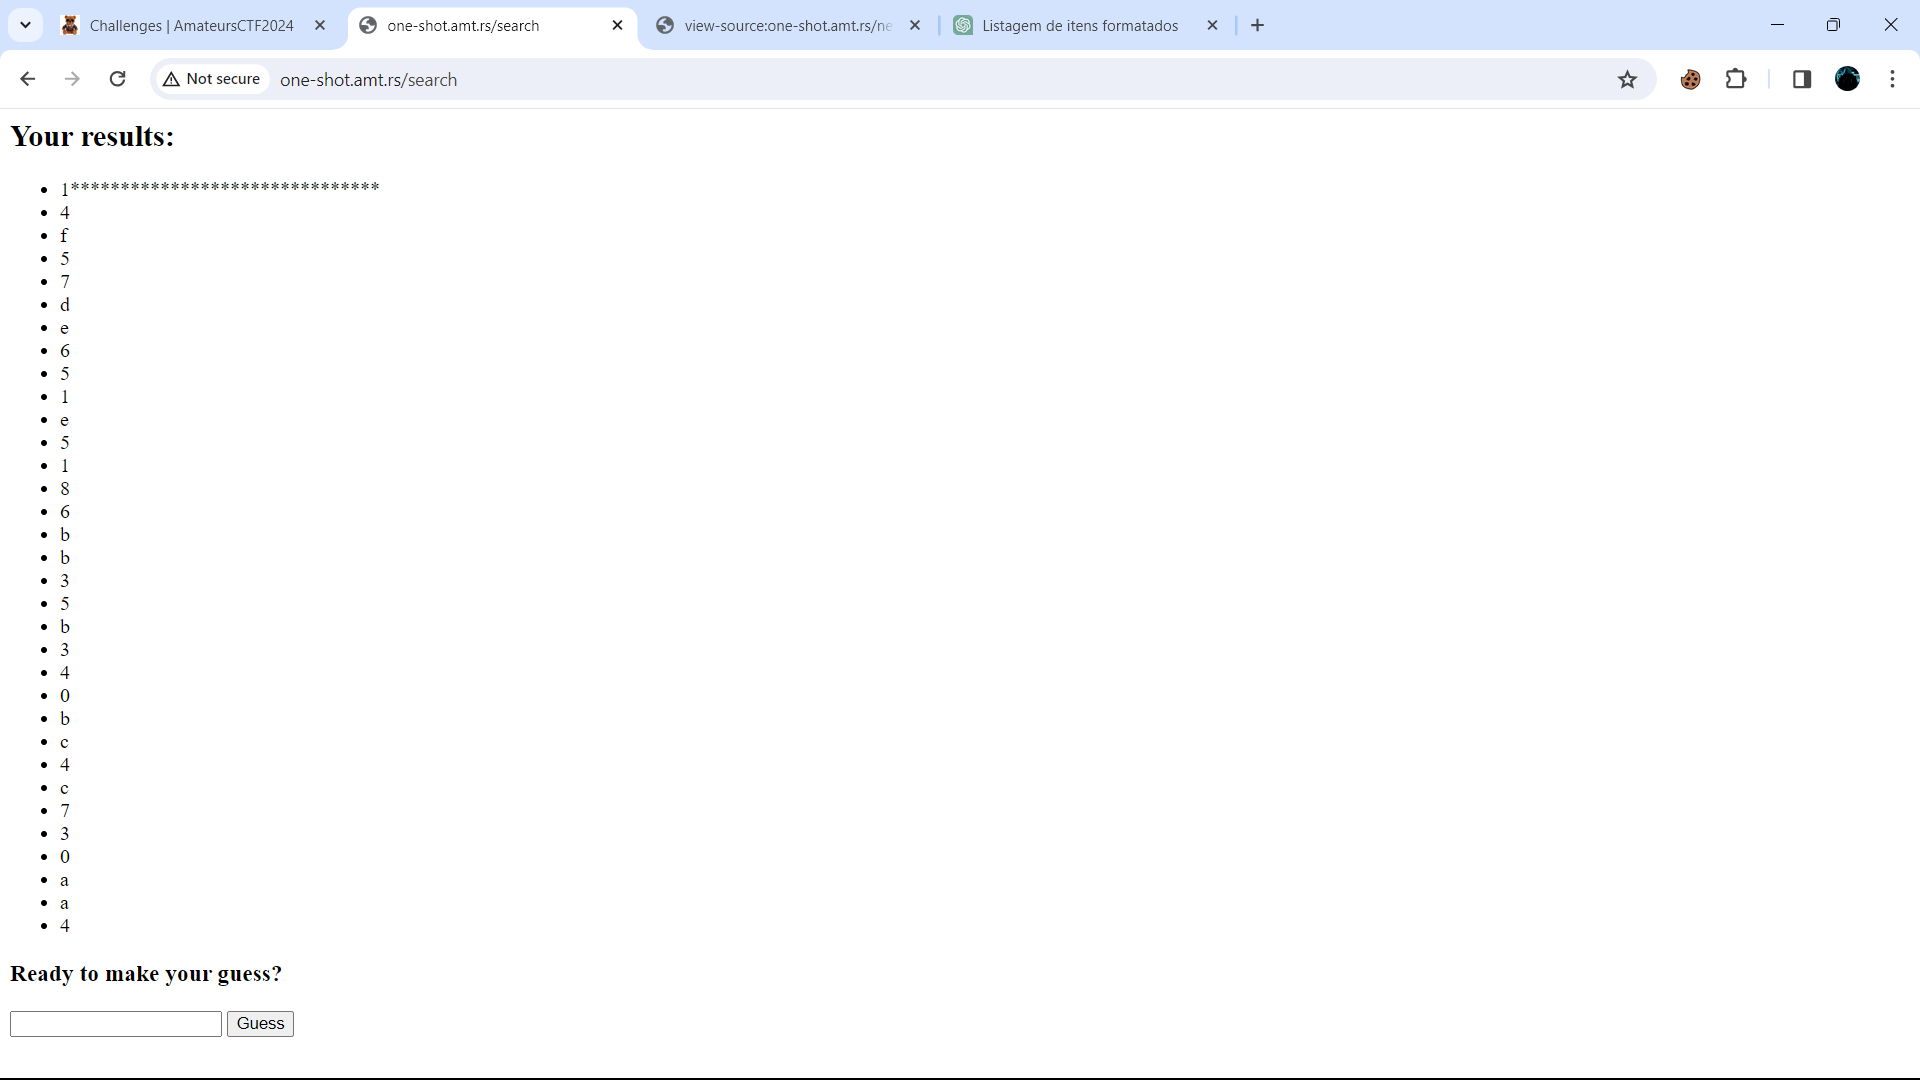 Challenges | AmateursCTF2024
one-shot.amt.rs/search
view-source:one-shot.amt.rs/ne
Listagem de itens formatados
Not secure
one-shot.amt.rs/search
Your results:
1*******************************
4
f
5
7
d
e
6
5
1
e
5
1
8
6
b
b
3
5
b
3
4
0
b
c
4
c
7
3
0
a
a
4
Ready to make your guess?
Guess